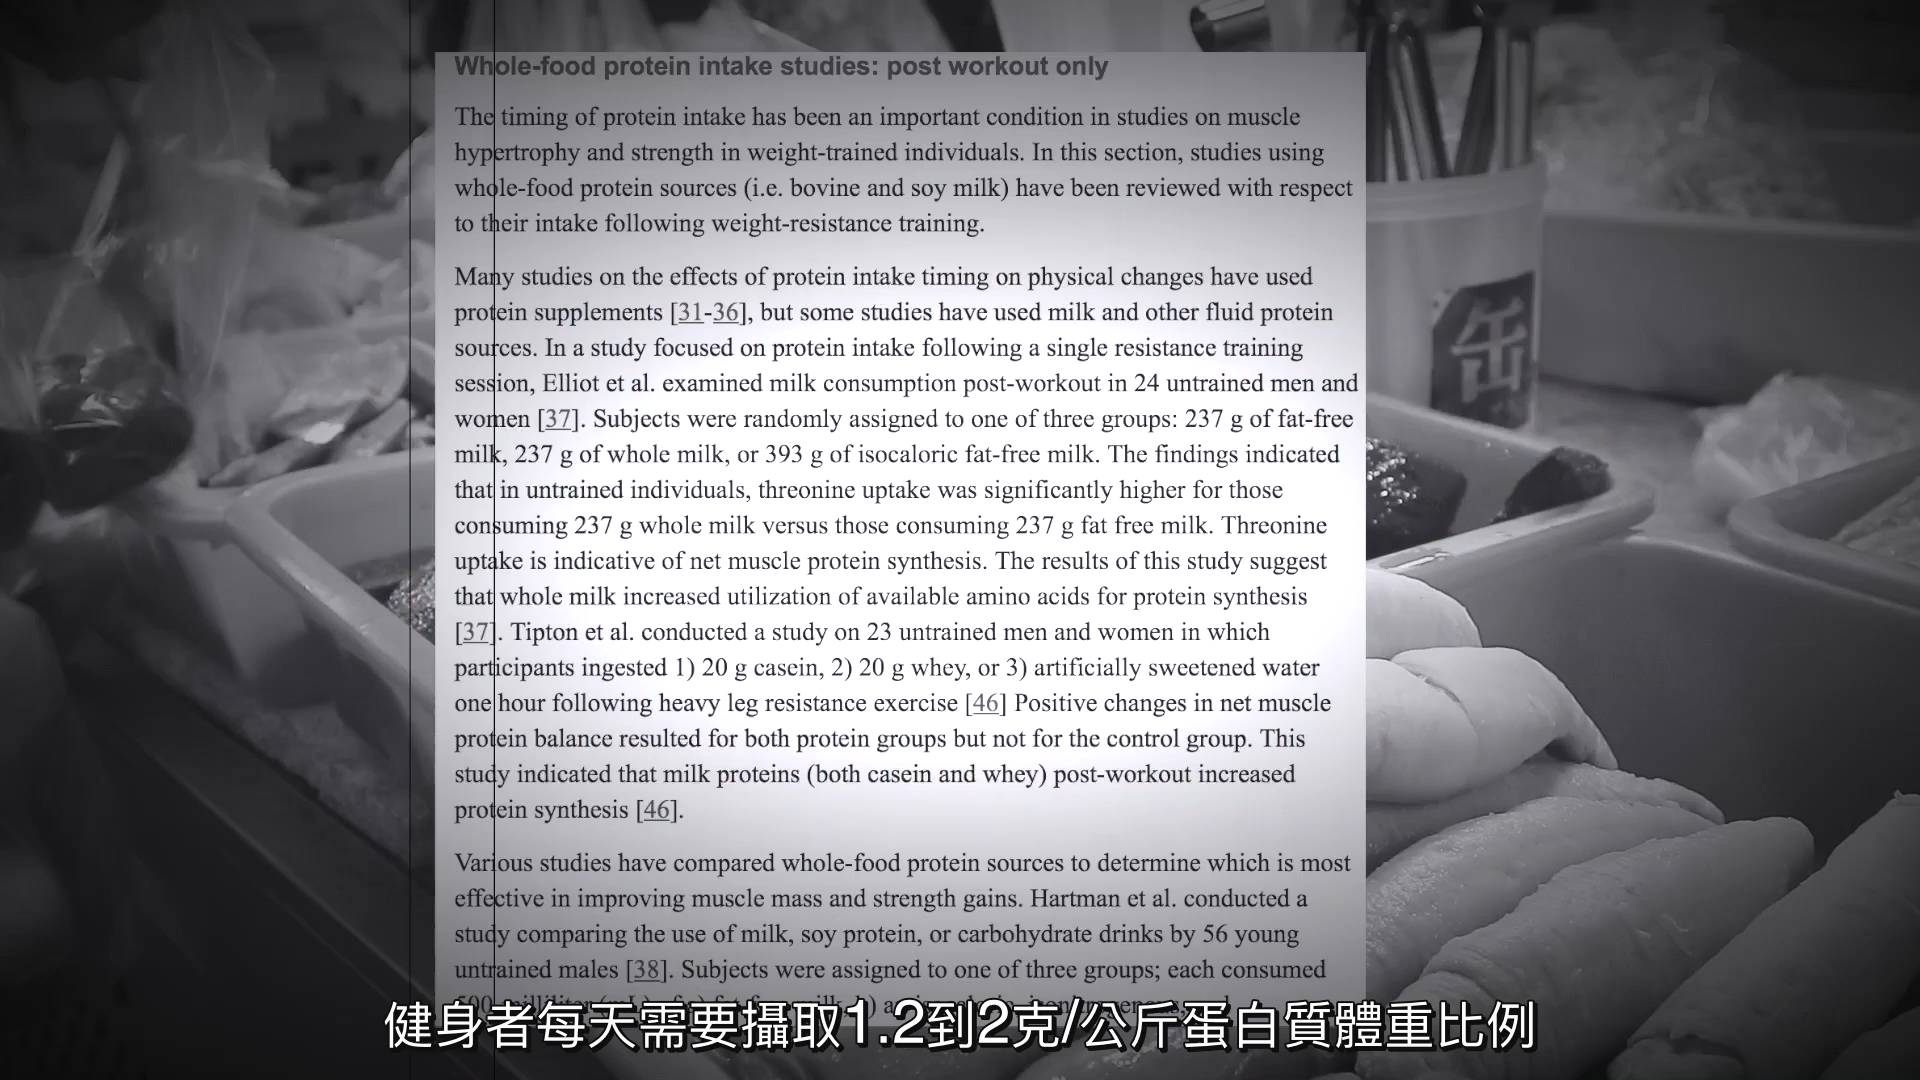 Whole-food protein intake studies: post workout only
The timing of protein intake has been an important condition in studies on muscle
hypertrophy and strength in weight-trained individuals. In this section, studies using
whole-food protein sources (i.e. bovine and soy milk) have been reviewed with respect
to their intake following weight-resistance training.
Many studies on the effects of protein intake timing on physical changes have used
protein supplements [31-36], but some studies have used milk and other fluid protein
sources. In a study focused on protein intake following a single resistance training
session, Elliot et al. examined milk consumption post-workout in 24 untrained men and
women [37]. Subjects were randomly assigned to one of three groups: 237 g of fat-free
milk, 237 g of whole milk, or 393 g of isocaloric fat-free milk. The findings indicated
that in untrained individuals, threonine uptake was significantly higher for those
consuming 237 g whole milk versus those consuming 237 g fat free milk. Threonine
uptake is indicative of net muscle protein synthesis. The results of this study suggest
that whole milk increased utilization of available amino acids for protein synthesis
[37]. Tipton et al. conducted a study on 23 untrained men and women in which
participants ingested 1) 20 g casein, 2) 20 g whey, or 3) artificially sweetened water
one hour following heavy leg resistance exercise [46] Positive changes in net muscle
protein balance resulted for both protein groups but not for the control group. This
study indicated that milk proteins (both casein and whey) post-workout increased
protein synthesis [46].
Various studies have compared whole-food protein sources to determine which is most
effective in improving muscle mass and strength gains. Hartman et al. conducted a
study comparing the use of milk, soy protein, or carbohydrate drinks by 56 young
untrained males [38]. Subjects were assigned to one of three groups; each consumed
缶
健身者每天需要攝取1.2到2克/公斤蛋白質體重比例